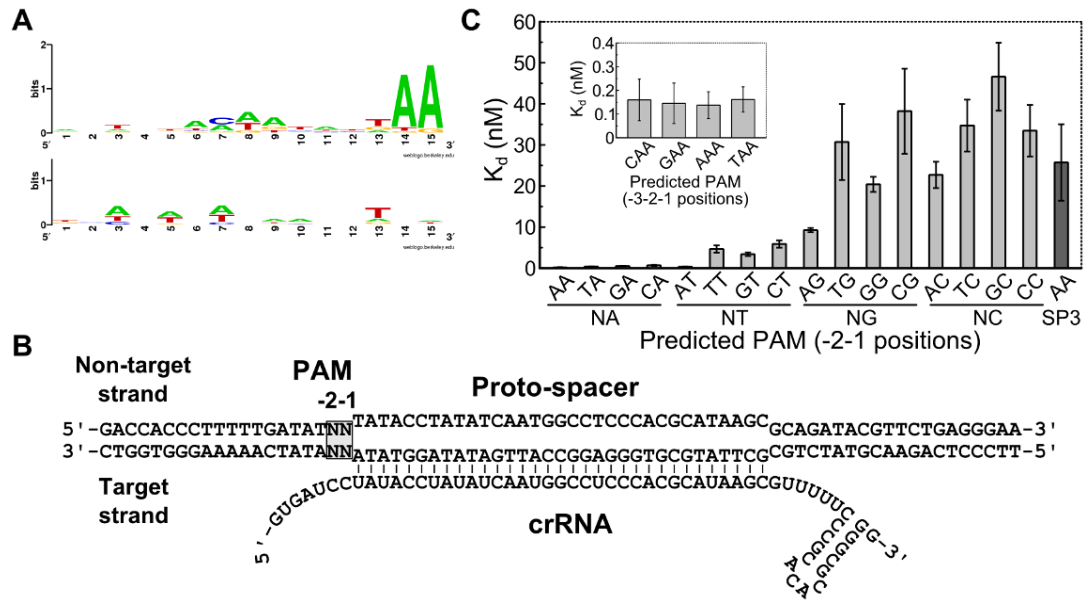 A
C
2
bits
1
0
5′ 1 2 3 4 5 6 7 8 9 10 11 12 13 14 15 3′
AA
weblogo.berkeley.edu
2
bits
1
0
5′ 1 2 3 4 5 6 7 8 9 10 11 12 13 14 15 3′
weblogo.berkeley.edu
Kd (nM)
60
50
40
30
20
10
0
Kd (nM)
0.4
0.3
0.2
0.1
0
CAA GAA AAA TAA
Predicted PAM
(-3-2-1 positions)
AA TA GA CA AT TT GT CT AG TG GG CG AC TC GC CC AA
NA NT NG NC SP3
Predicted PAM (-2-1 positions)
B
Non-target
strand
PAM
-2-1
Proto-spacer
5'-GACCACCCTTTTTGATATNNTATACCTATATCAATGGCCTCCCACGCATAAGCGCAGATACGTTCTGAGGGAA-3'
3'-CTGGTGGGAAAAACTATANNATATGGATATAGTTACCGGAGGGTGCGTATTCGCGTCTATGCAAGACTCCCTT-5'
Target
strand
5'-GUGAUCCUAUACCUAUAUCAAUGGCCUCCCACGCAUAAGCGUUUUUC
GG-3'
crRNA